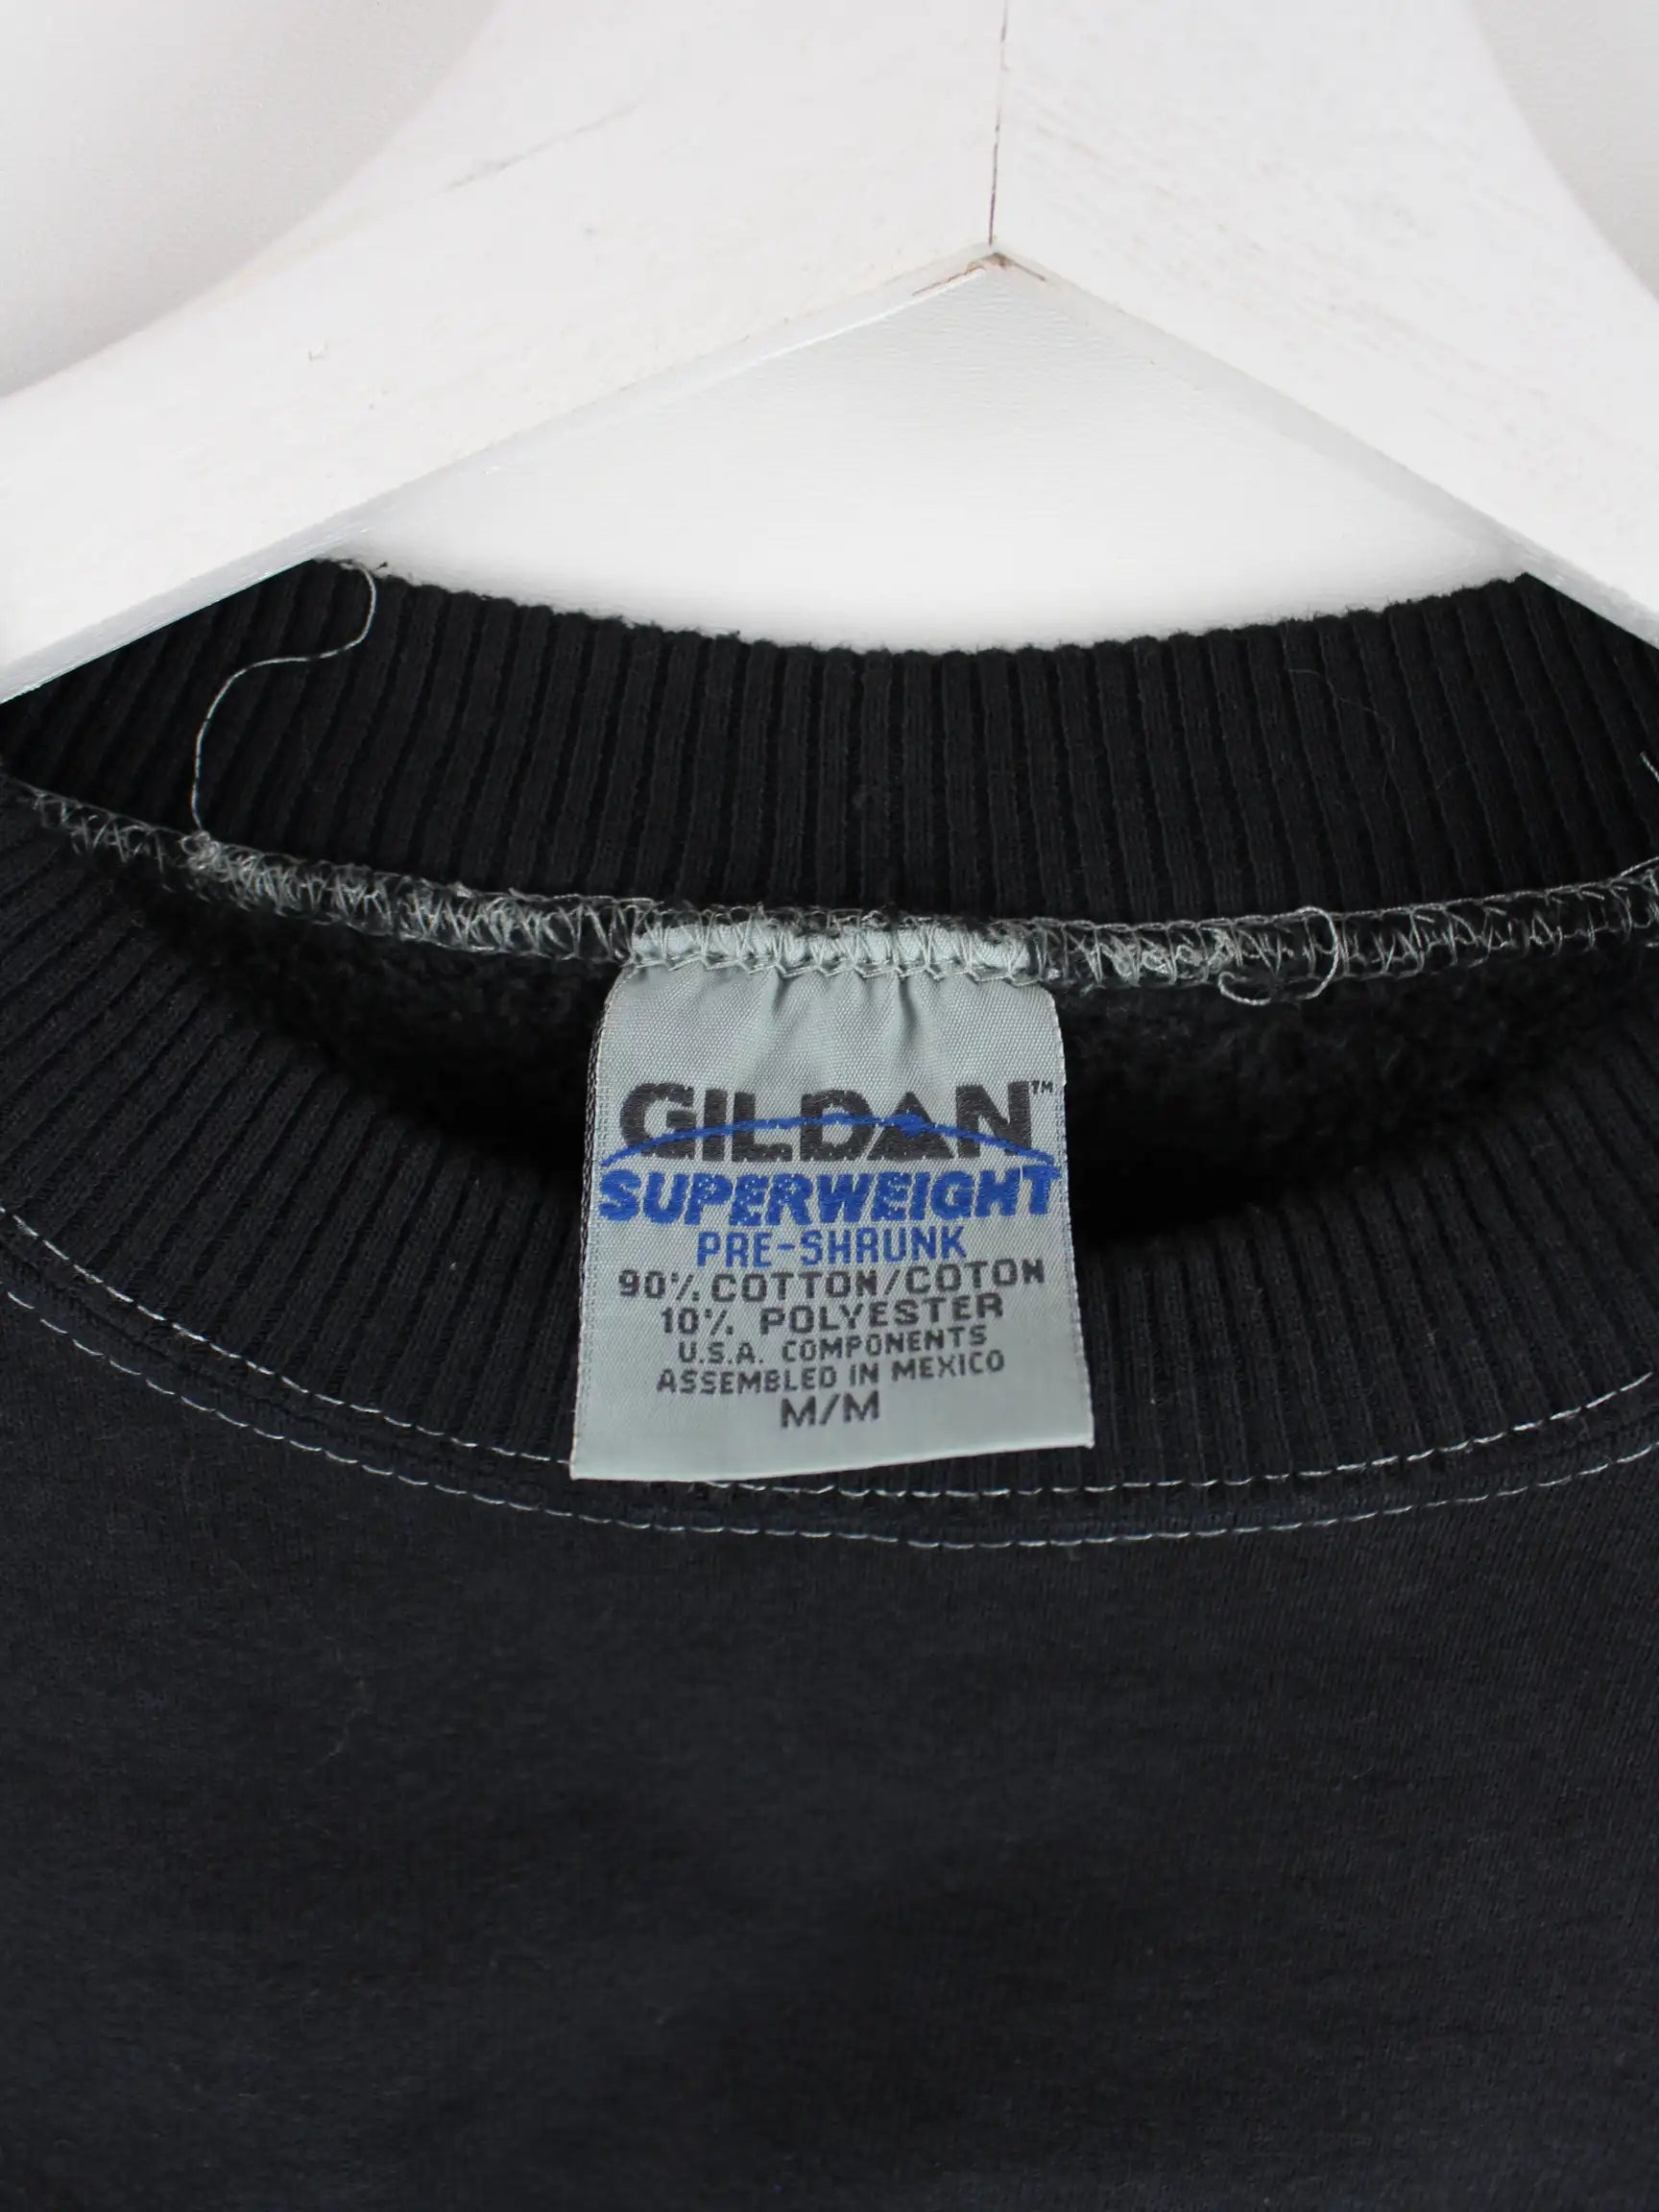 GILDAN™
SUPERWEIGHT
PRE-SHRUNK
90% COTTON/COTON
10% POLYESTER
U.S.A. COMPONENTS
ASSEMBLED IN MEXICO
M/M